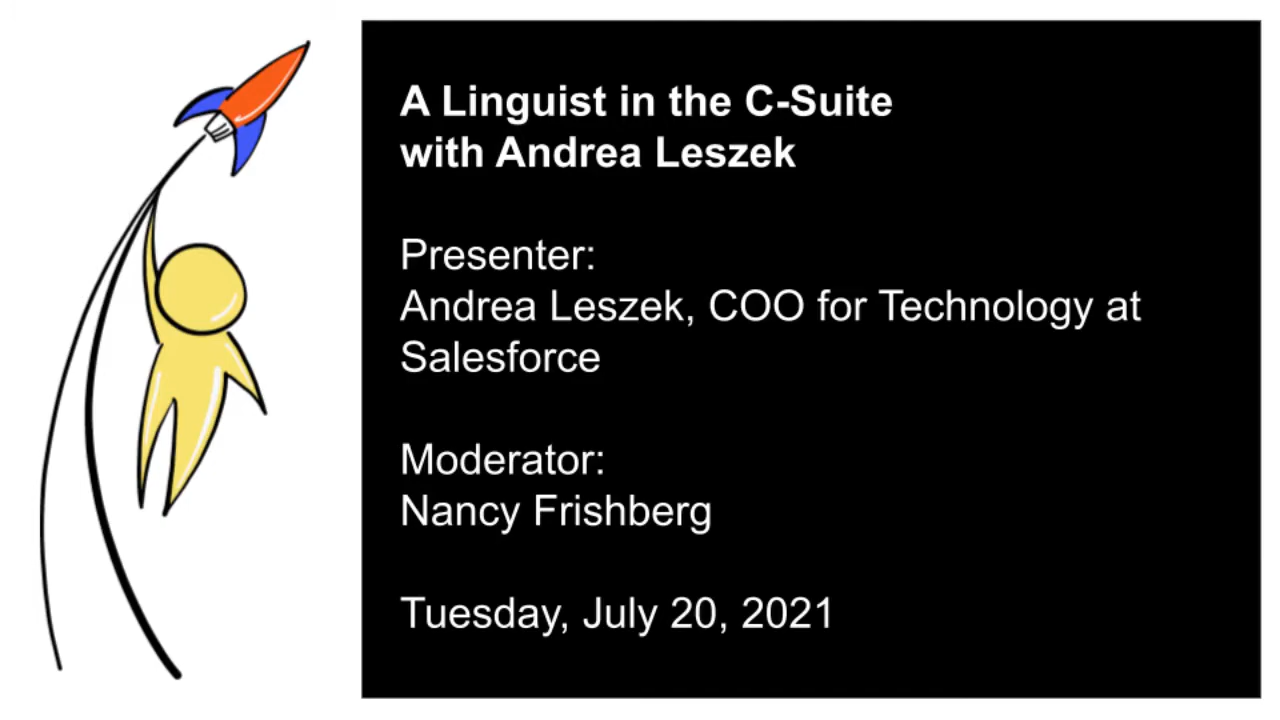 A Linguist in the C-Suite
with Andrea Leszek
Presenter:
Andrea Leszek, COO for Technology at
Salesforce
Moderator:
Nancy Frishberg
Tuesday, July 20, 2021